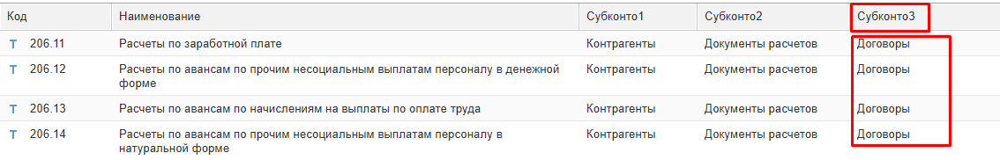 Код Наименование Субконто1 Субконто2 Субконто3
206.11 Расчеты по заработной плате Контрагенты Документы расчетов Договоры
206.12 Расчеты по авансам по прочим несоциальным выплатам персоналу в денежной Контрагенты Документы расчетов Договоры
форме
206.13 Расчеты по авансам по начислениям на выплаты по оплате труда Контрагенты Документы расчетов Договоры
206.14 Расчеты по авансам по прочим несоциальным выплатам персоналу в Контрагенты Документы расчетов Договоры
натуральной форме